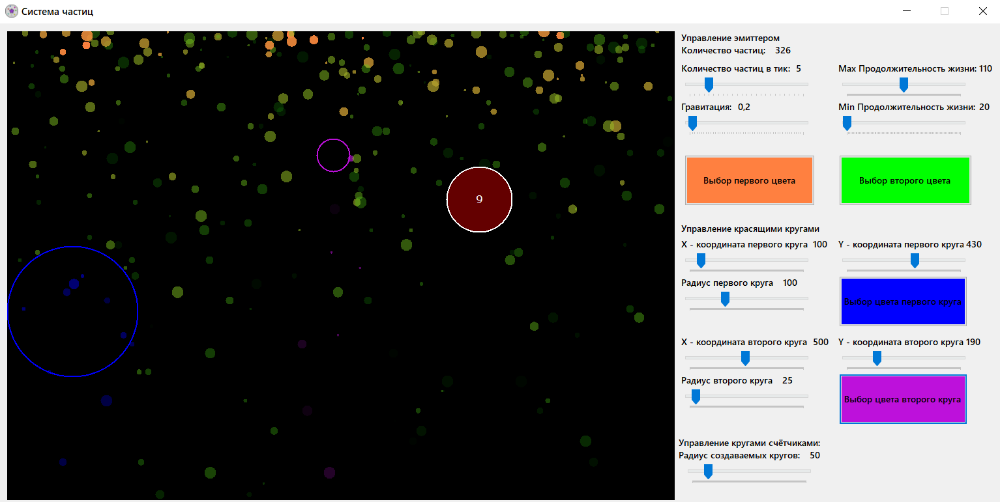 Система частиц
Управление эмиттером
Количество частиц: 326
Количество частиц в тик: 5
Max Продолжительность жизни: 110
Гравитация: 0,2
Min Продолжительность жизни: 20
Выбор первого цвета
Выбор второго цвета
9
Управление красящими кругами
X - координата первого круга 100
Y - координата первого круга 430
Радиус первого круга 100
Выбор цвета первого круга
X - координата второго круга 500
Y - координата второго круга 190
Радиус второго круга 25
Выбор цвета второго круга
Управление кругами счётчиками:
Радиус создаваемых кругов: 50